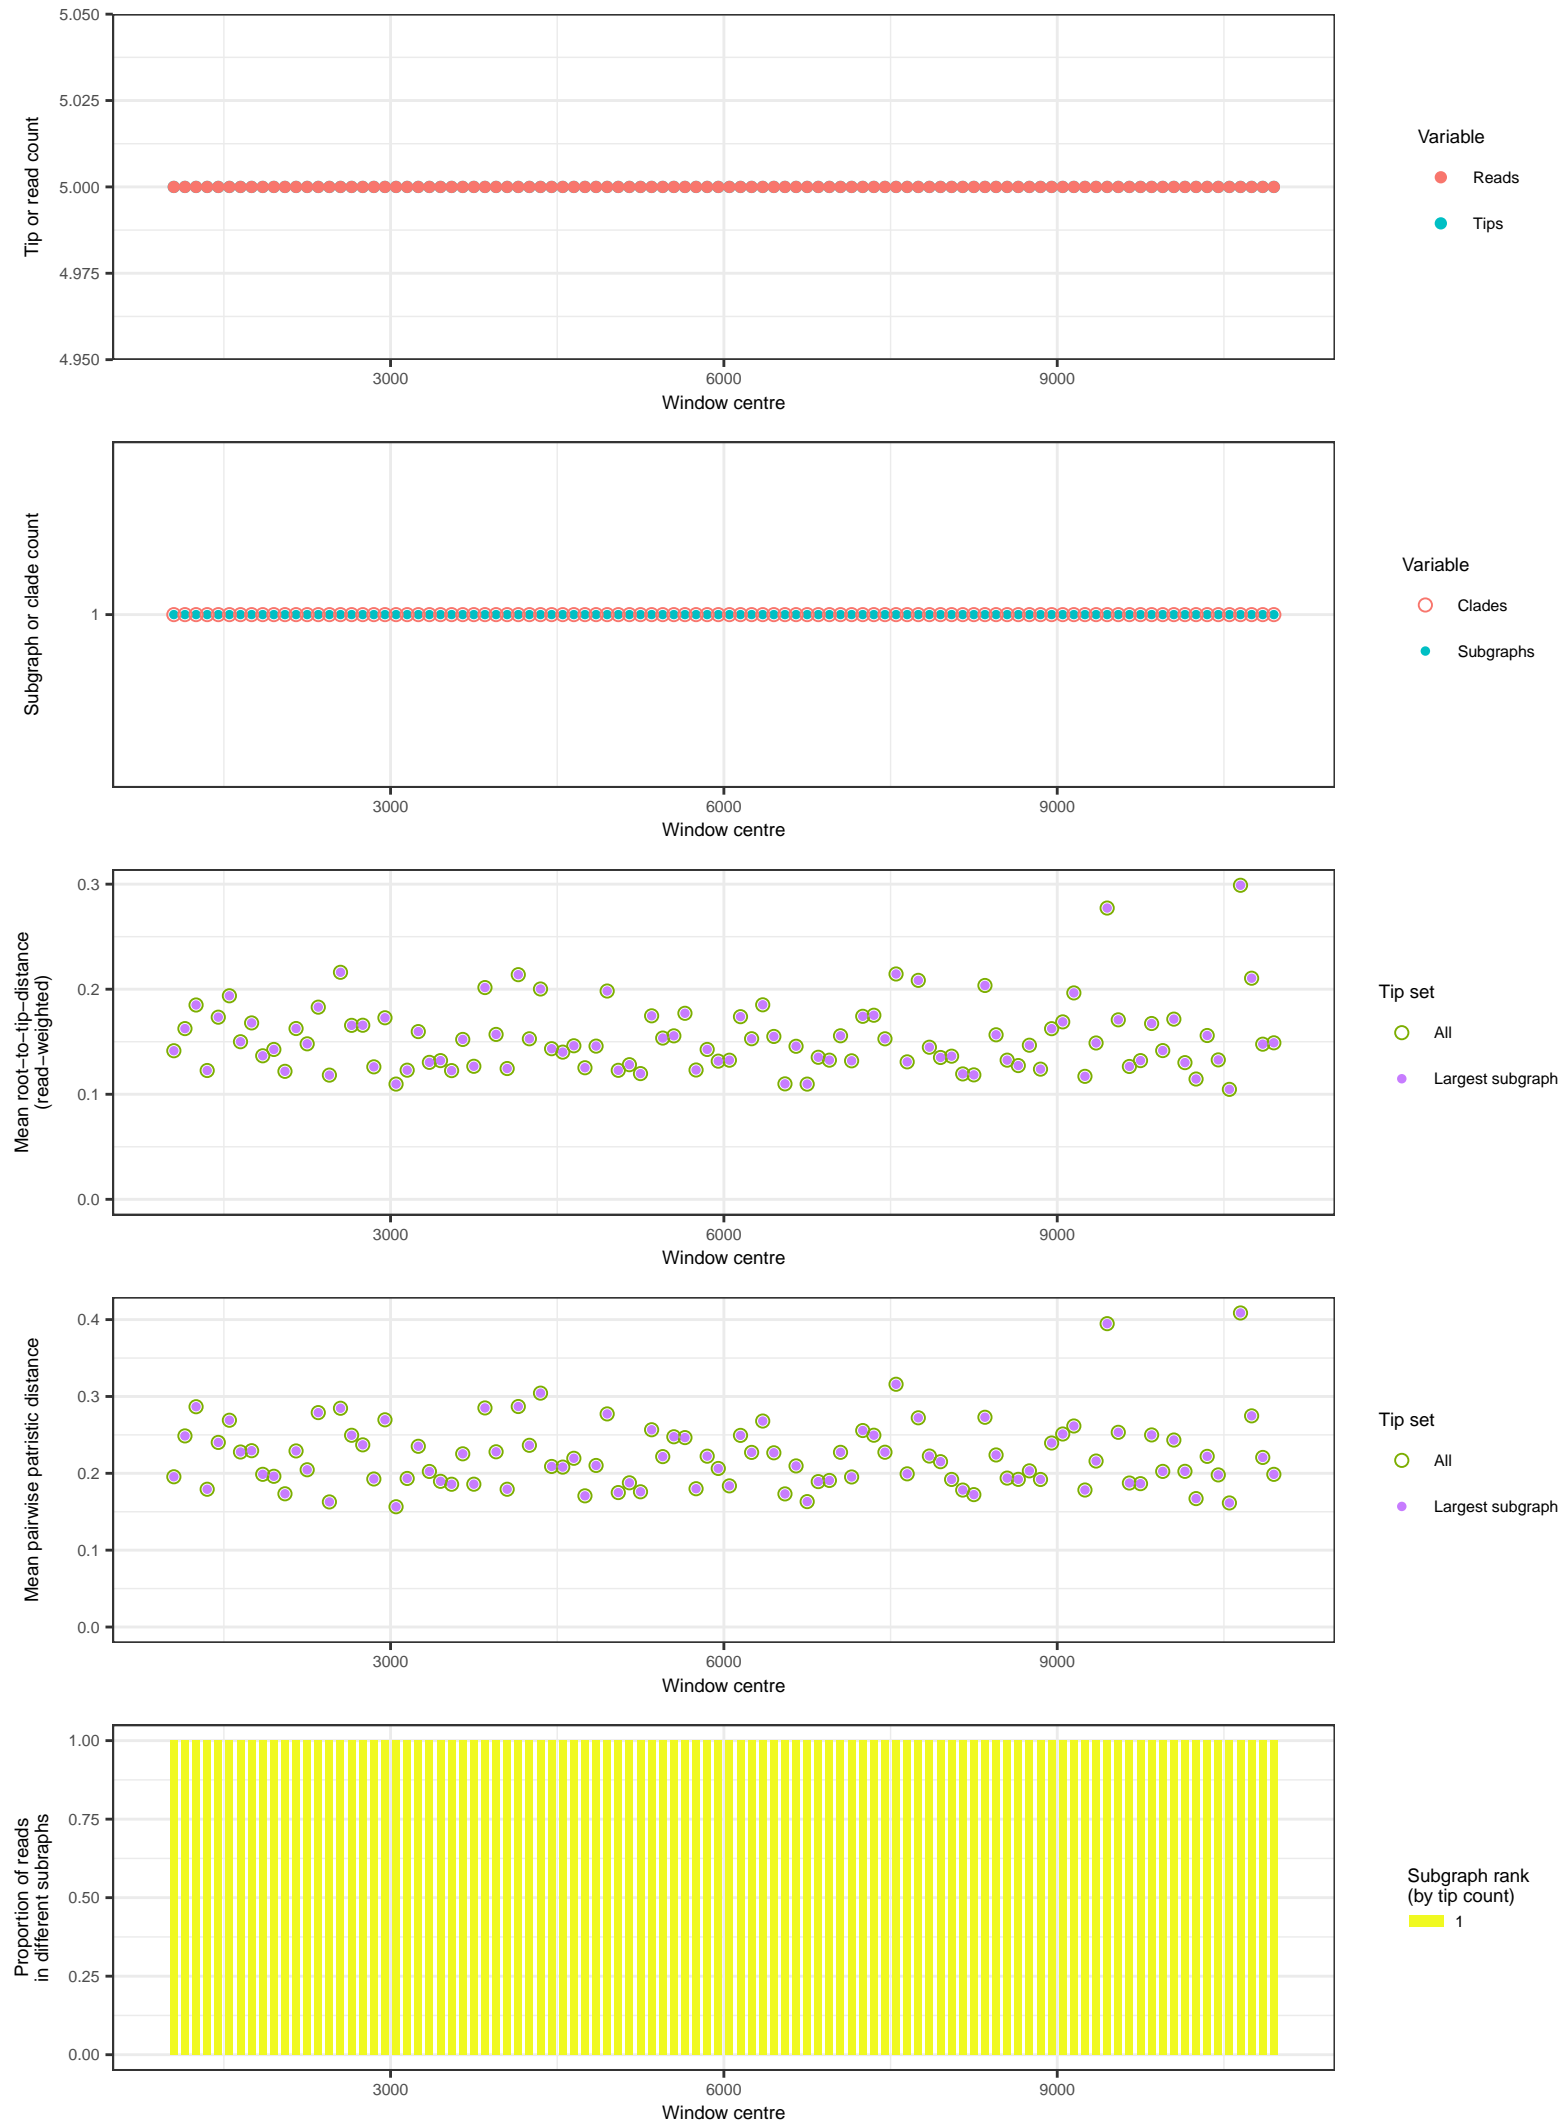 5.050
5.025
5.000
4.975
4.950
Tip or read count
3000 6000 9000
Window centre
Variable
Reads
Tips
1
Subgraph or clade count
3000 6000 9000
Window centre
Variable
Clades
Subgraphs
0.3
0.2
0.1
0.0
Mean root−to−tip−distance
(read−weighted)
3000 6000 9000
Window centre
Tip set
All
Largest subgraph
0.4
0.3
0.2
0.1
0.0
Mean pairwise patristic distance
3000 6000 9000
Window centre
Tip set
All
Largest subgraph
1.00
0.75
0.50
0.25
0.00
Proportion of reads
in different subraphs
3000 6000 9000
Window centre
Subgraph rank
(by tip count)
1